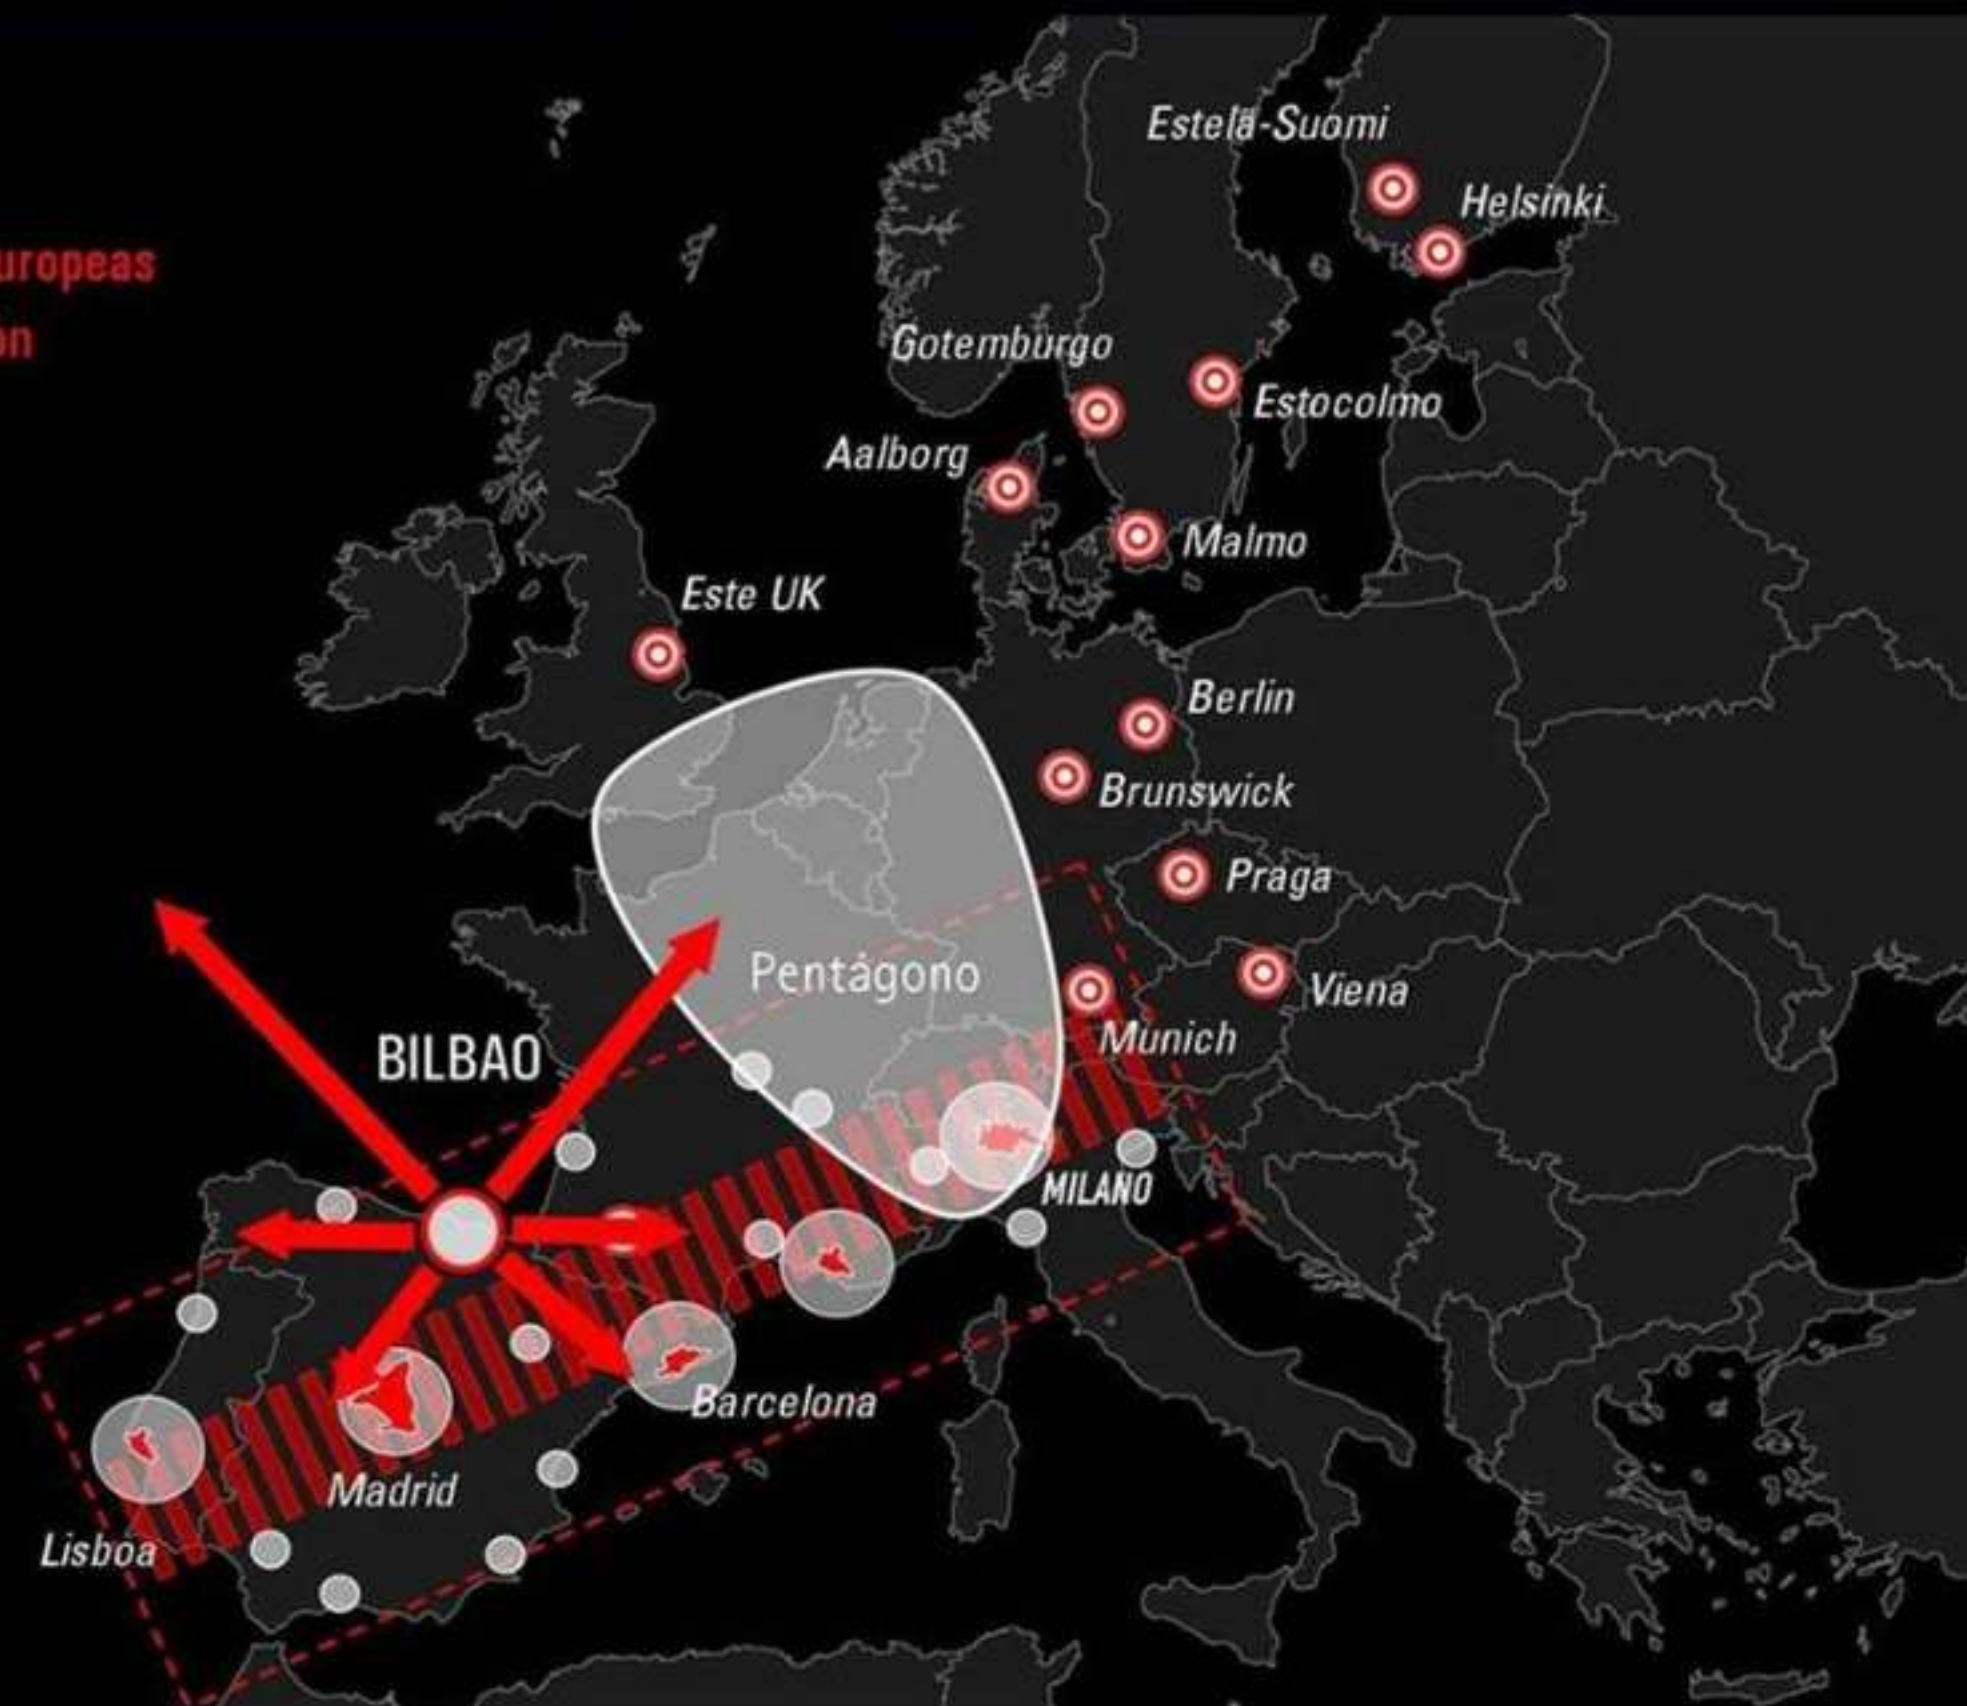 Estelä-Suomi
Helsinki
uropeas
on
Gotemburgo
Estocolmo
Aalborg
Malmo
Este UK
Berlin
Brunswick
Praga
Pentágono
Viena
Munich
BILBAO
MILANO
Barcelona
Madrid
Lisboa